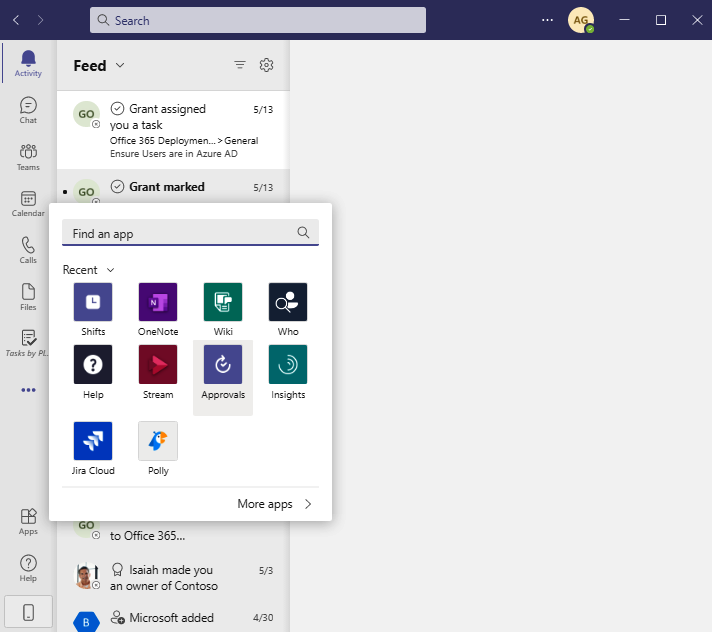 Search
AG
Activity
Chat
Teams
Calendar
Calls
Files
Tasks by Pl...
Apps
Help
Feed
GO
Grant assigned
5/13
you a task
Office 365 Deploymen... > General
Ensure Users are in Azure AD
GO
Grant marked
5/13
Find an app
Recent
Shifts
OneNote
Wiki
Who
Help
Stream
Approvals
Insights
Jira Cloud
Polly
More apps
GO
to Office 365...
Isaiah made you
5/3
an owner of Contoso
B
Microsoft added
4/30